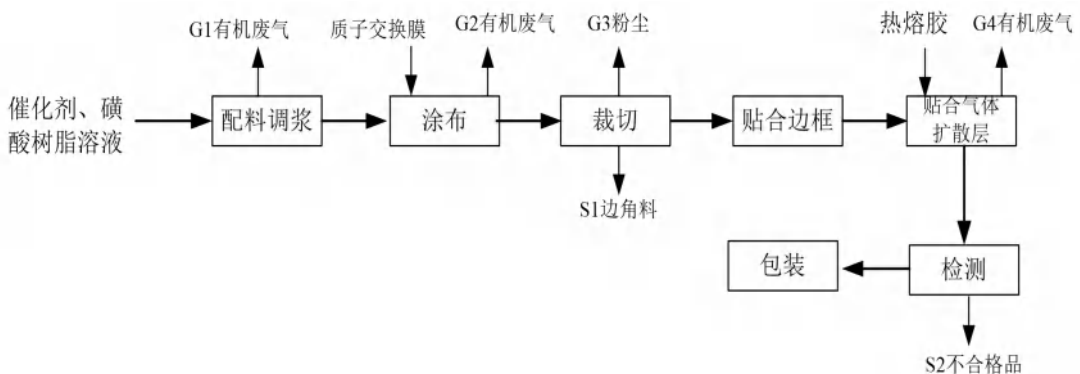 G1有机废气
质子交换膜
G2有机废气
G3粉尘
热熔胶
G4有机废气
催化剂、磺
酸树脂溶液
配料调浆
涂布
裁切
贴合边框
贴合气体
扩散层
S1边角料
包装
检测
S2不合格品